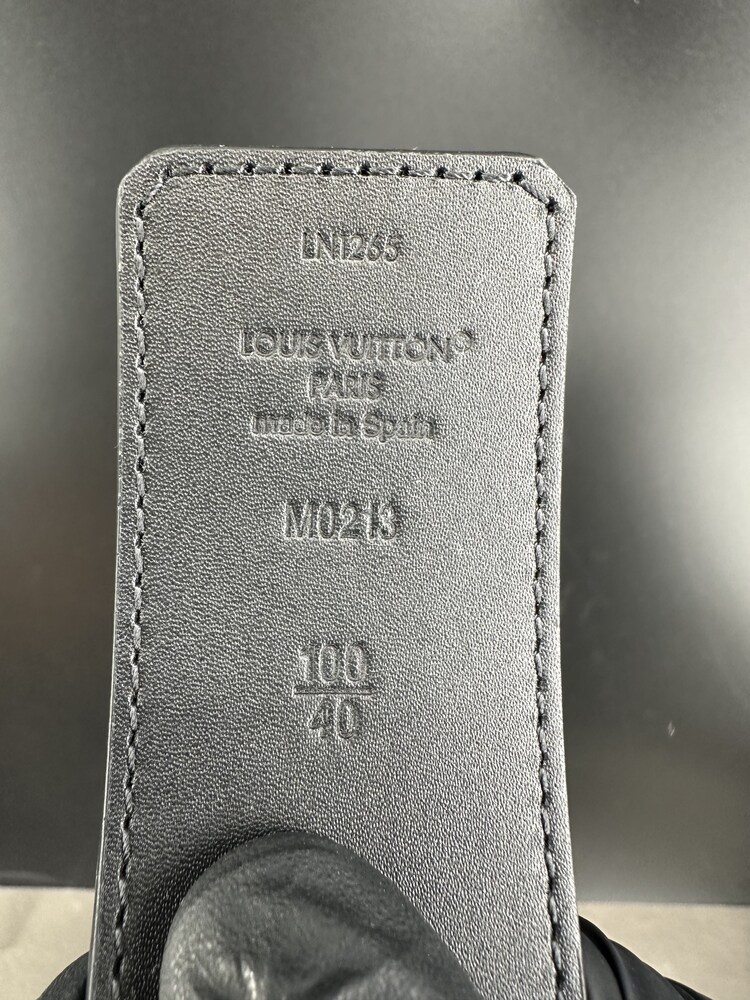 LN1265
LOUIS VUITTON®
PARIS
made in Spain
M0213
100
40